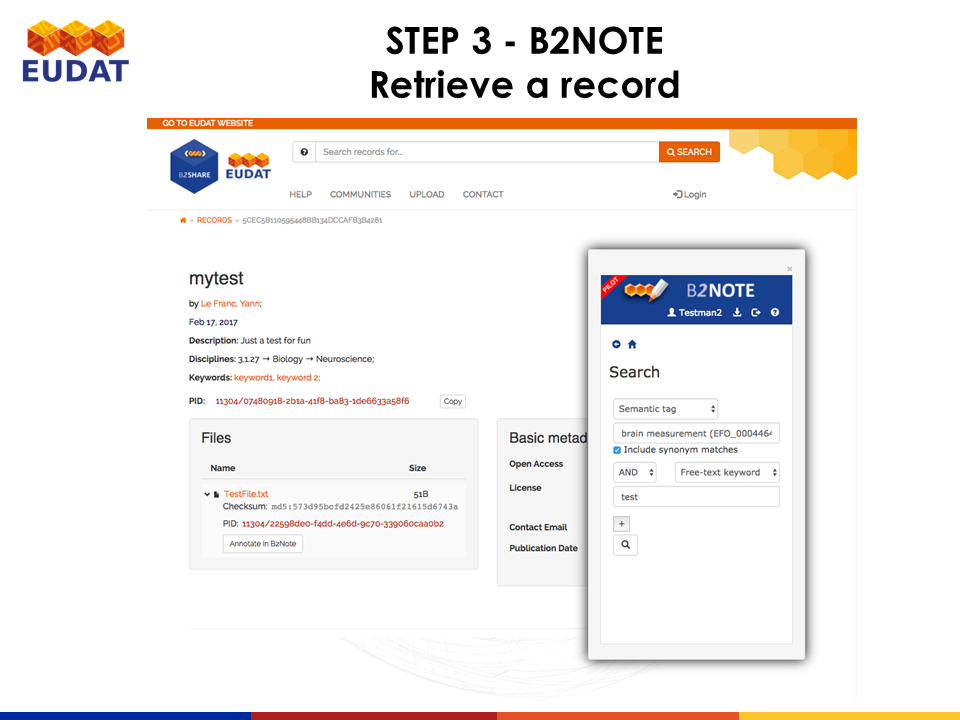 EUDAT
STEP 3 - B2NOTE
Retrieve a record
GO TO EUDAT WEBSITE
B2SHARE
EUDAT
Search records for...
SEARCH
HELP COMMUNITIES UPLOAD CONTACT
Login
» RECORDS » 5CEC5B110595448BB134DCCAFB3B4281
mytest
by Le Franc, Yann;
Feb 17, 2017
Description: Just a test for fun
Disciplines: 3.1.27 → Biology → Neuroscience;
Keywords: keyword1, keyword 2;
PID: 11304/07480918-2b1a-41f8-ba83-1de6633a58f6
Copy
Files
Name Size
TestFile.txt 51B
Checksum: md5:573d95bcfd2425e86061f21615d6743a
PID: 11304/22598de0-f4dd-4e6d-9c70-339060caa0b2
Annotate in B2Note
Basic metad
Open Access
License
Contact Email
Publication Date
×
PILOT
B2NOTE
Testman2
Search
Semantic tag
brain measurement (EFO_0004464
Include synonym matches
AND Free-text keyword
test
+